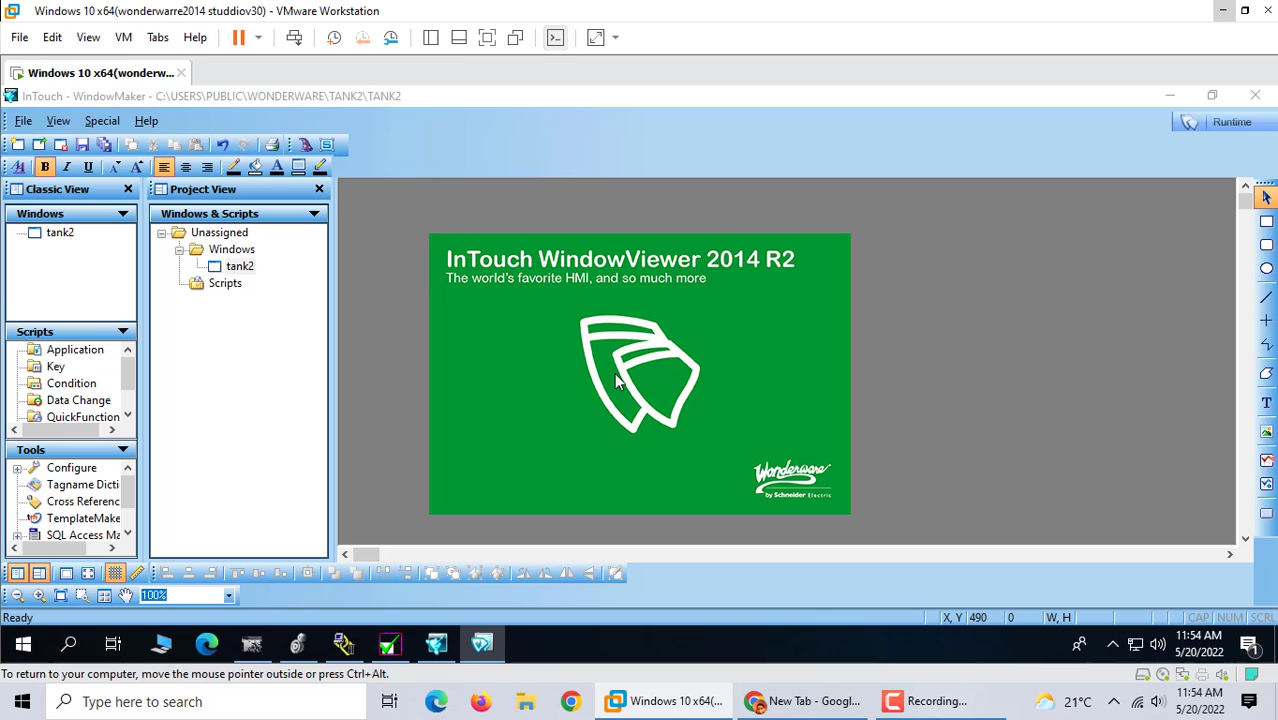 Windows 10 x64(wonderwarre2014 studdiov30) - VMware Workstation
File Edit View VM Tabs Help
Windows 10 x64(wonderw...
InTouch - WindowMaker - C:\USERS\PUBLIC\WONDERWARE\TANK2\TANK2
File View Special Help
Runtime
Classic View
Project View
Windows
Windows & Scripts
tank2
Unassigned
Windows
tank2
Scripts
Scripts
Application
Key
Condition
Data Change
QuickFunction
Tools
Configure
Tagname Dicti
Cross Referenc
TemplateMake
SQL Access Ma
InTouch WindowViewer 2014 R2
The world's favorite HMI, and so much more
Wonderware
by Schneider Electric
100%
Ready
X, Y 490 0 W, H CAP NUM SCRL
11:54 AM
5/20/2022
1
To return to your computer, move the mouse pointer outside or press Ctrl+Alt.
Type here to search
Windows 10 x64(w...
New Tab - Googl...
Recording...
21°C
11:54 AM
5/20/2022